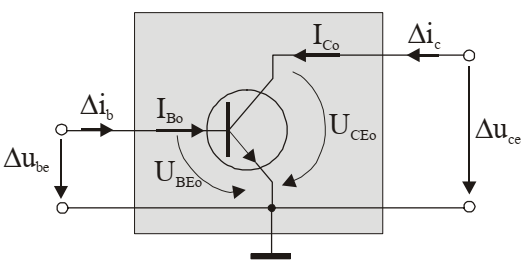 I_Co
Δi_c
Δi_b
I_Bo
U_CEo
Δu_ce
Δu_be
U_BEo